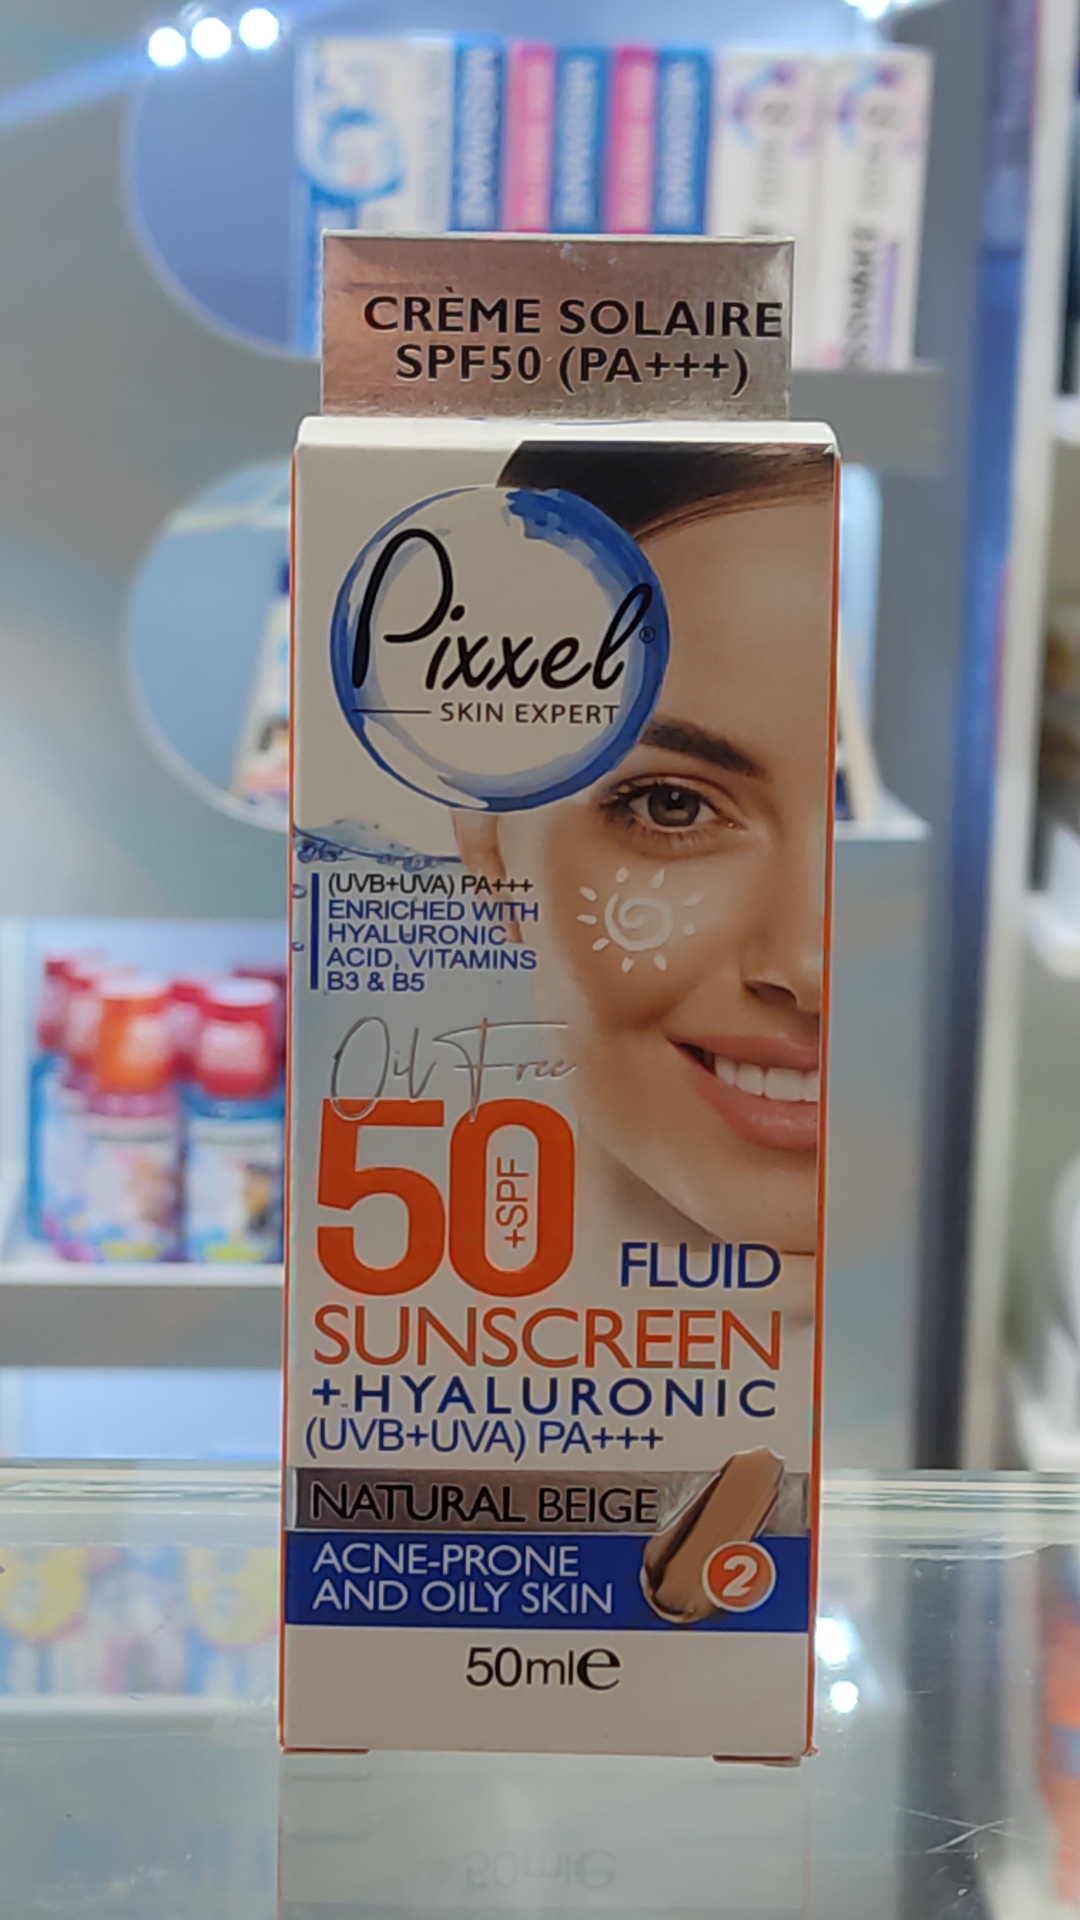 CRÈME SOLAIRE
SPF50 (PA+++)
Pixxel®
SKIN EXPERT
(UVB+UVA) PA+++
ENRICHED WITH
HYALURONIC
ACID, VITAMINS
B3 & B5
Oil Free
50
+SPF
FLUID
SUNSCREEN
+HYALURONIC
(UVB+UVA) PA+++
NATURAL BEIGE
ACNE-PRONE
AND OILY SKIN
2
50ml℮